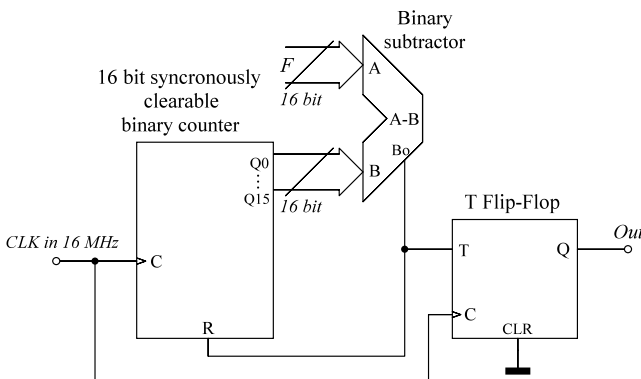 Binary
subtractor
F
16 bit
A
A-B
Bo
B
16 bit syncronously
clearable
binary counter
Q0
Q15
16 bit
T Flip-Flop
CLK in 16 MHz
C
R
T
Q
Out
C
CLR